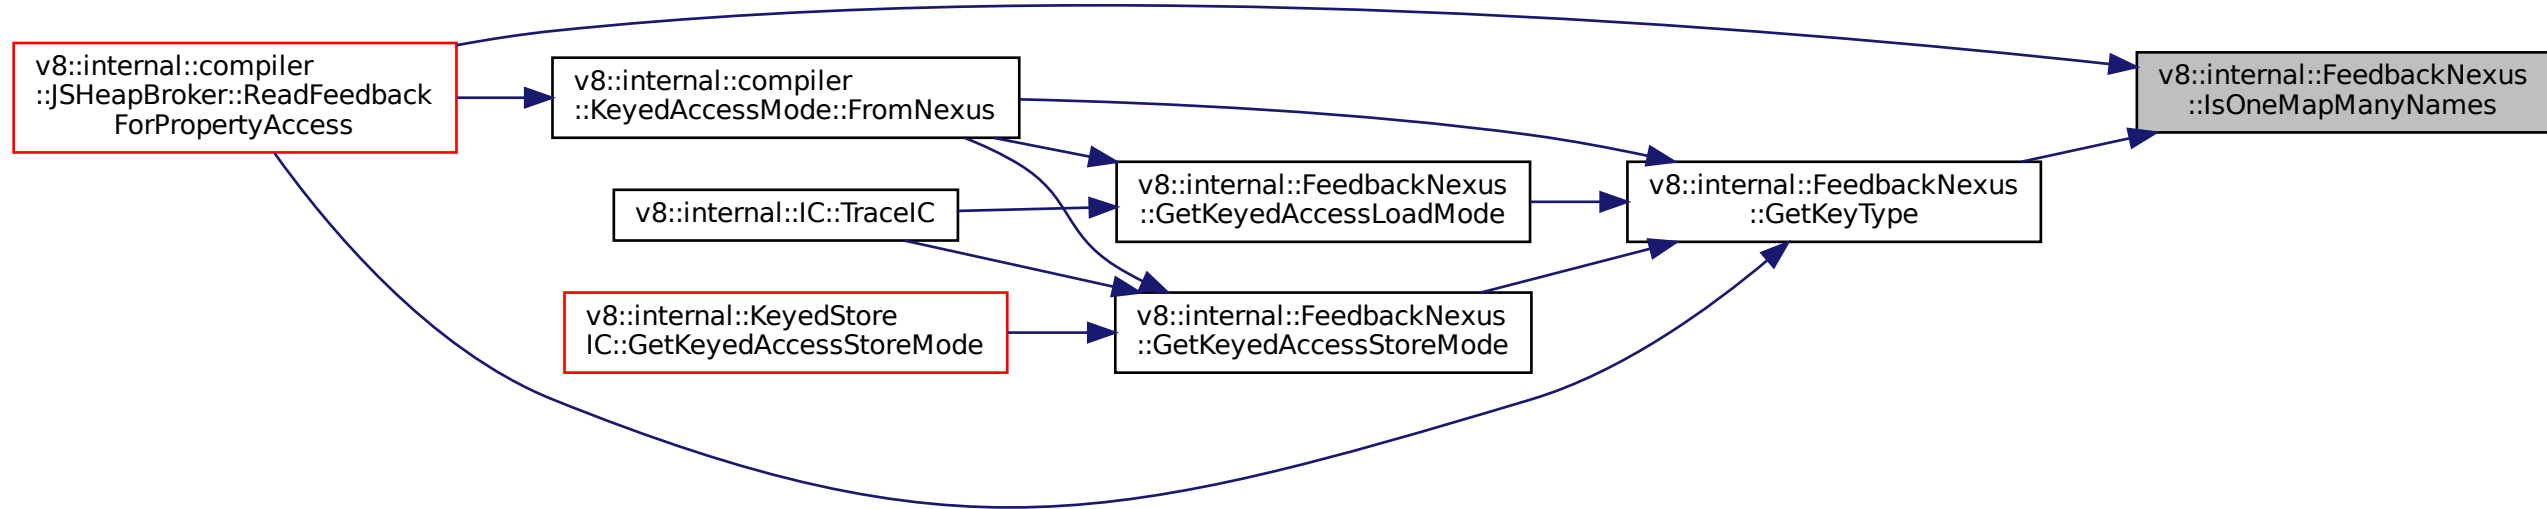 v8::internal::compiler
::JSHeapBroker::ReadFeedback
ForPropertyAccess
v8::internal::compiler
::KeyedAccessMode::FromNexus
v8::internal::IC::TraceIC
v8::internal::KeyedStore
IC::GetKeyedAccessStoreMode
v8::internal::FeedbackNexus
::GetKeyedAccessLoadMode
v8::internal::FeedbackNexus
::GetKeyedAccessStoreMode
v8::internal::FeedbackNexus
::GetKeyType
v8::internal::FeedbackNexus
::IsOneMapManyNames